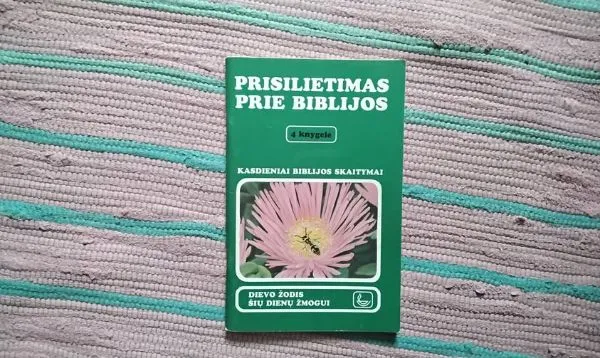 PRISILIETIMAS
PRIE BIBLIJOS
4 knygelė
KASDIENIAI BIBLIJOS SKAITYMAI
DIEVO ŽODIS
ŠIŲ DIENŲ ŽMOGUI